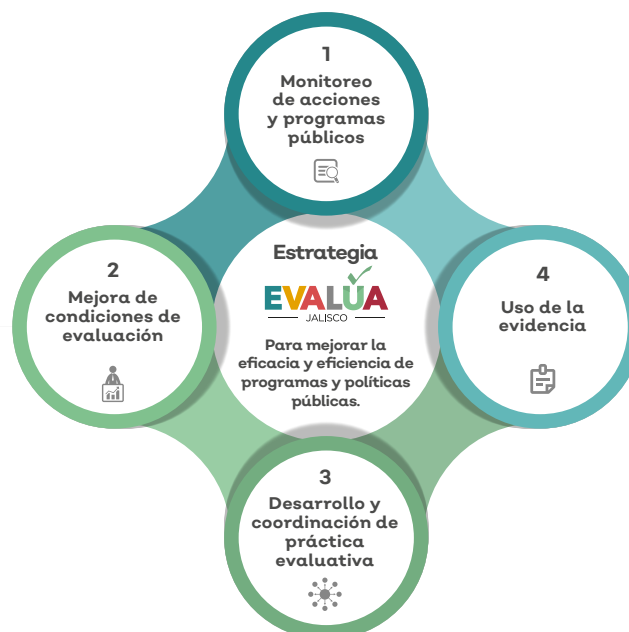 1
Monitoreo
de acciones
y programas
públicos
2
Mejora de
condiciones de
evaluación
Estrategia
EVALÚA
JALISCO
Para mejorar la
eficacia y eficiencia de
programas y políticas
públicas.
4
Uso de la
evidencia
3
Desarrollo y
coordinación de
práctica
evaluativa